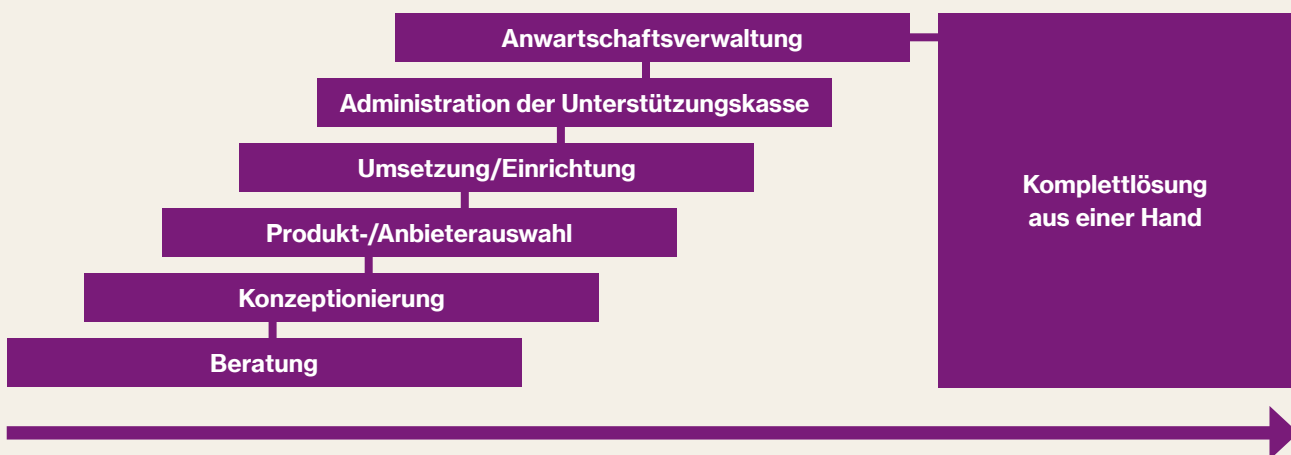 Anwartschaftsverwaltung
Administration der Unterstützungskasse
Umsetzung/Einrichtung
Produkt-/Anbieterauswahl
Konzeptionierung
Beratung
Komplettlösung
aus einer Hand